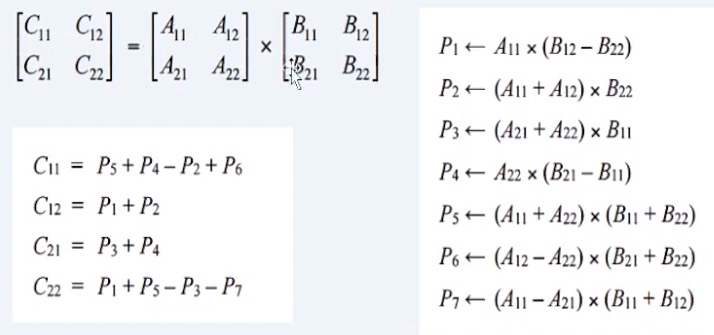 [C₁₁ C₁₂] = [A₁₁ A₁₂] × [B₁₁ B₁₂]
[C₂₁ C₂₂] [A₂₁ A₂₂] [B₂₁ B₂₂]
C₁₁ = P₅ + P₄ – P₂ + P₆
C₁₂ = P₁ + P₂
C₂₁ = P₃ + P₄
C₂₂ = P₁ + P₅ – P₃ – P₇
P₁ ← A₁₁ × (B₁₂ – B₂₂)
P₂ ← (A₁₁ + A₁₂) × B₂₂
P₃ ← (A₂₁ + A₂₂) × B₁₁
P₄ ← A₂₂ × (B₂₁ – B₁₁)
P₅ ← (A₁₁ + A₂₂) × (B₁₁ + B₂₂)
P₆ ← (A₁₂ – A₂₂) × (B₂₁ + B₂₂)
P₇ ← (A₁₁ – A₂₁) × (B₁₁ + B₁₂)